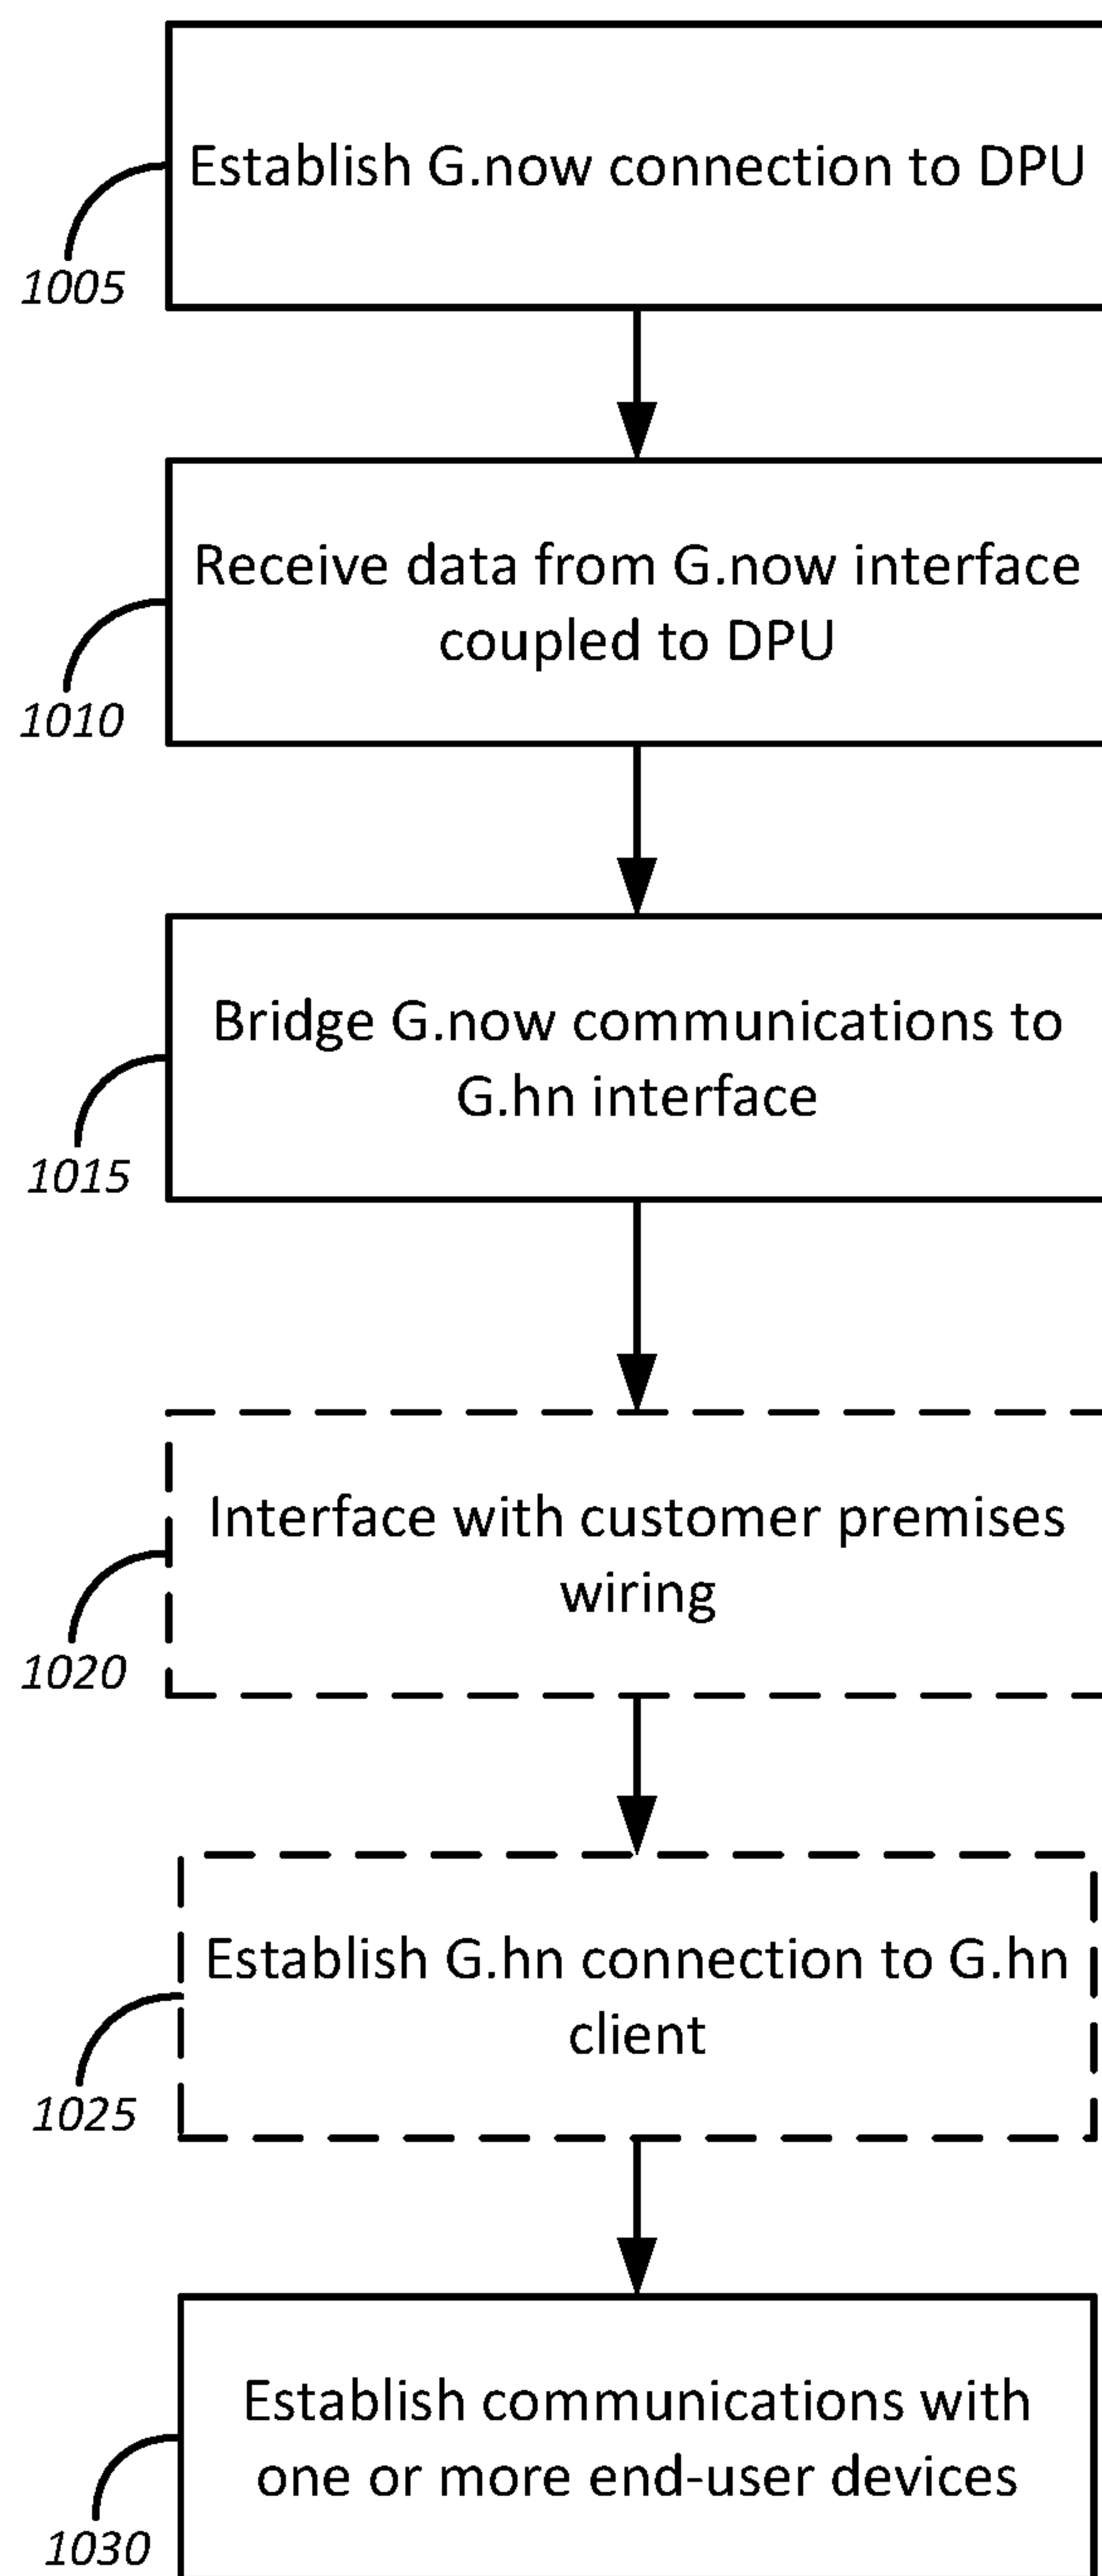 Establish G.now connection to DPU
1005
Receive data from G.now interface
coupled to DPU
1010
Bridge G.now communications to
G.hn interface
1015
Interface with customer premises
wiring
1020
Establish G.hn connection to G.hn
client
1025
Establish communications with
one or more end-user devices
1030